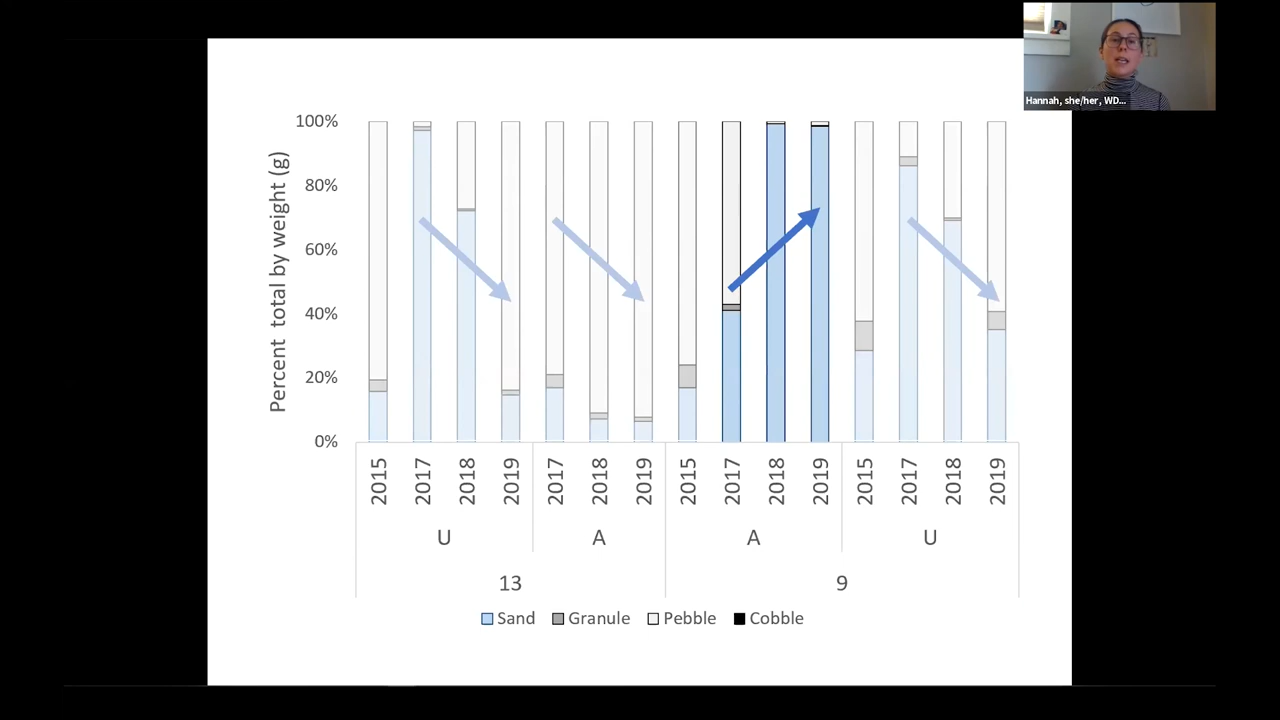 Hannah, she/her, WD...
Percent total by weight (g)
100%
80%
60%
40%
20%
0%
2015 2017 2018 2019 2017 2018 2019 2015 2017 2018 2019 2015 2017 2018 2019
U A A U
13 9
Sand Granule Pebble Cobble